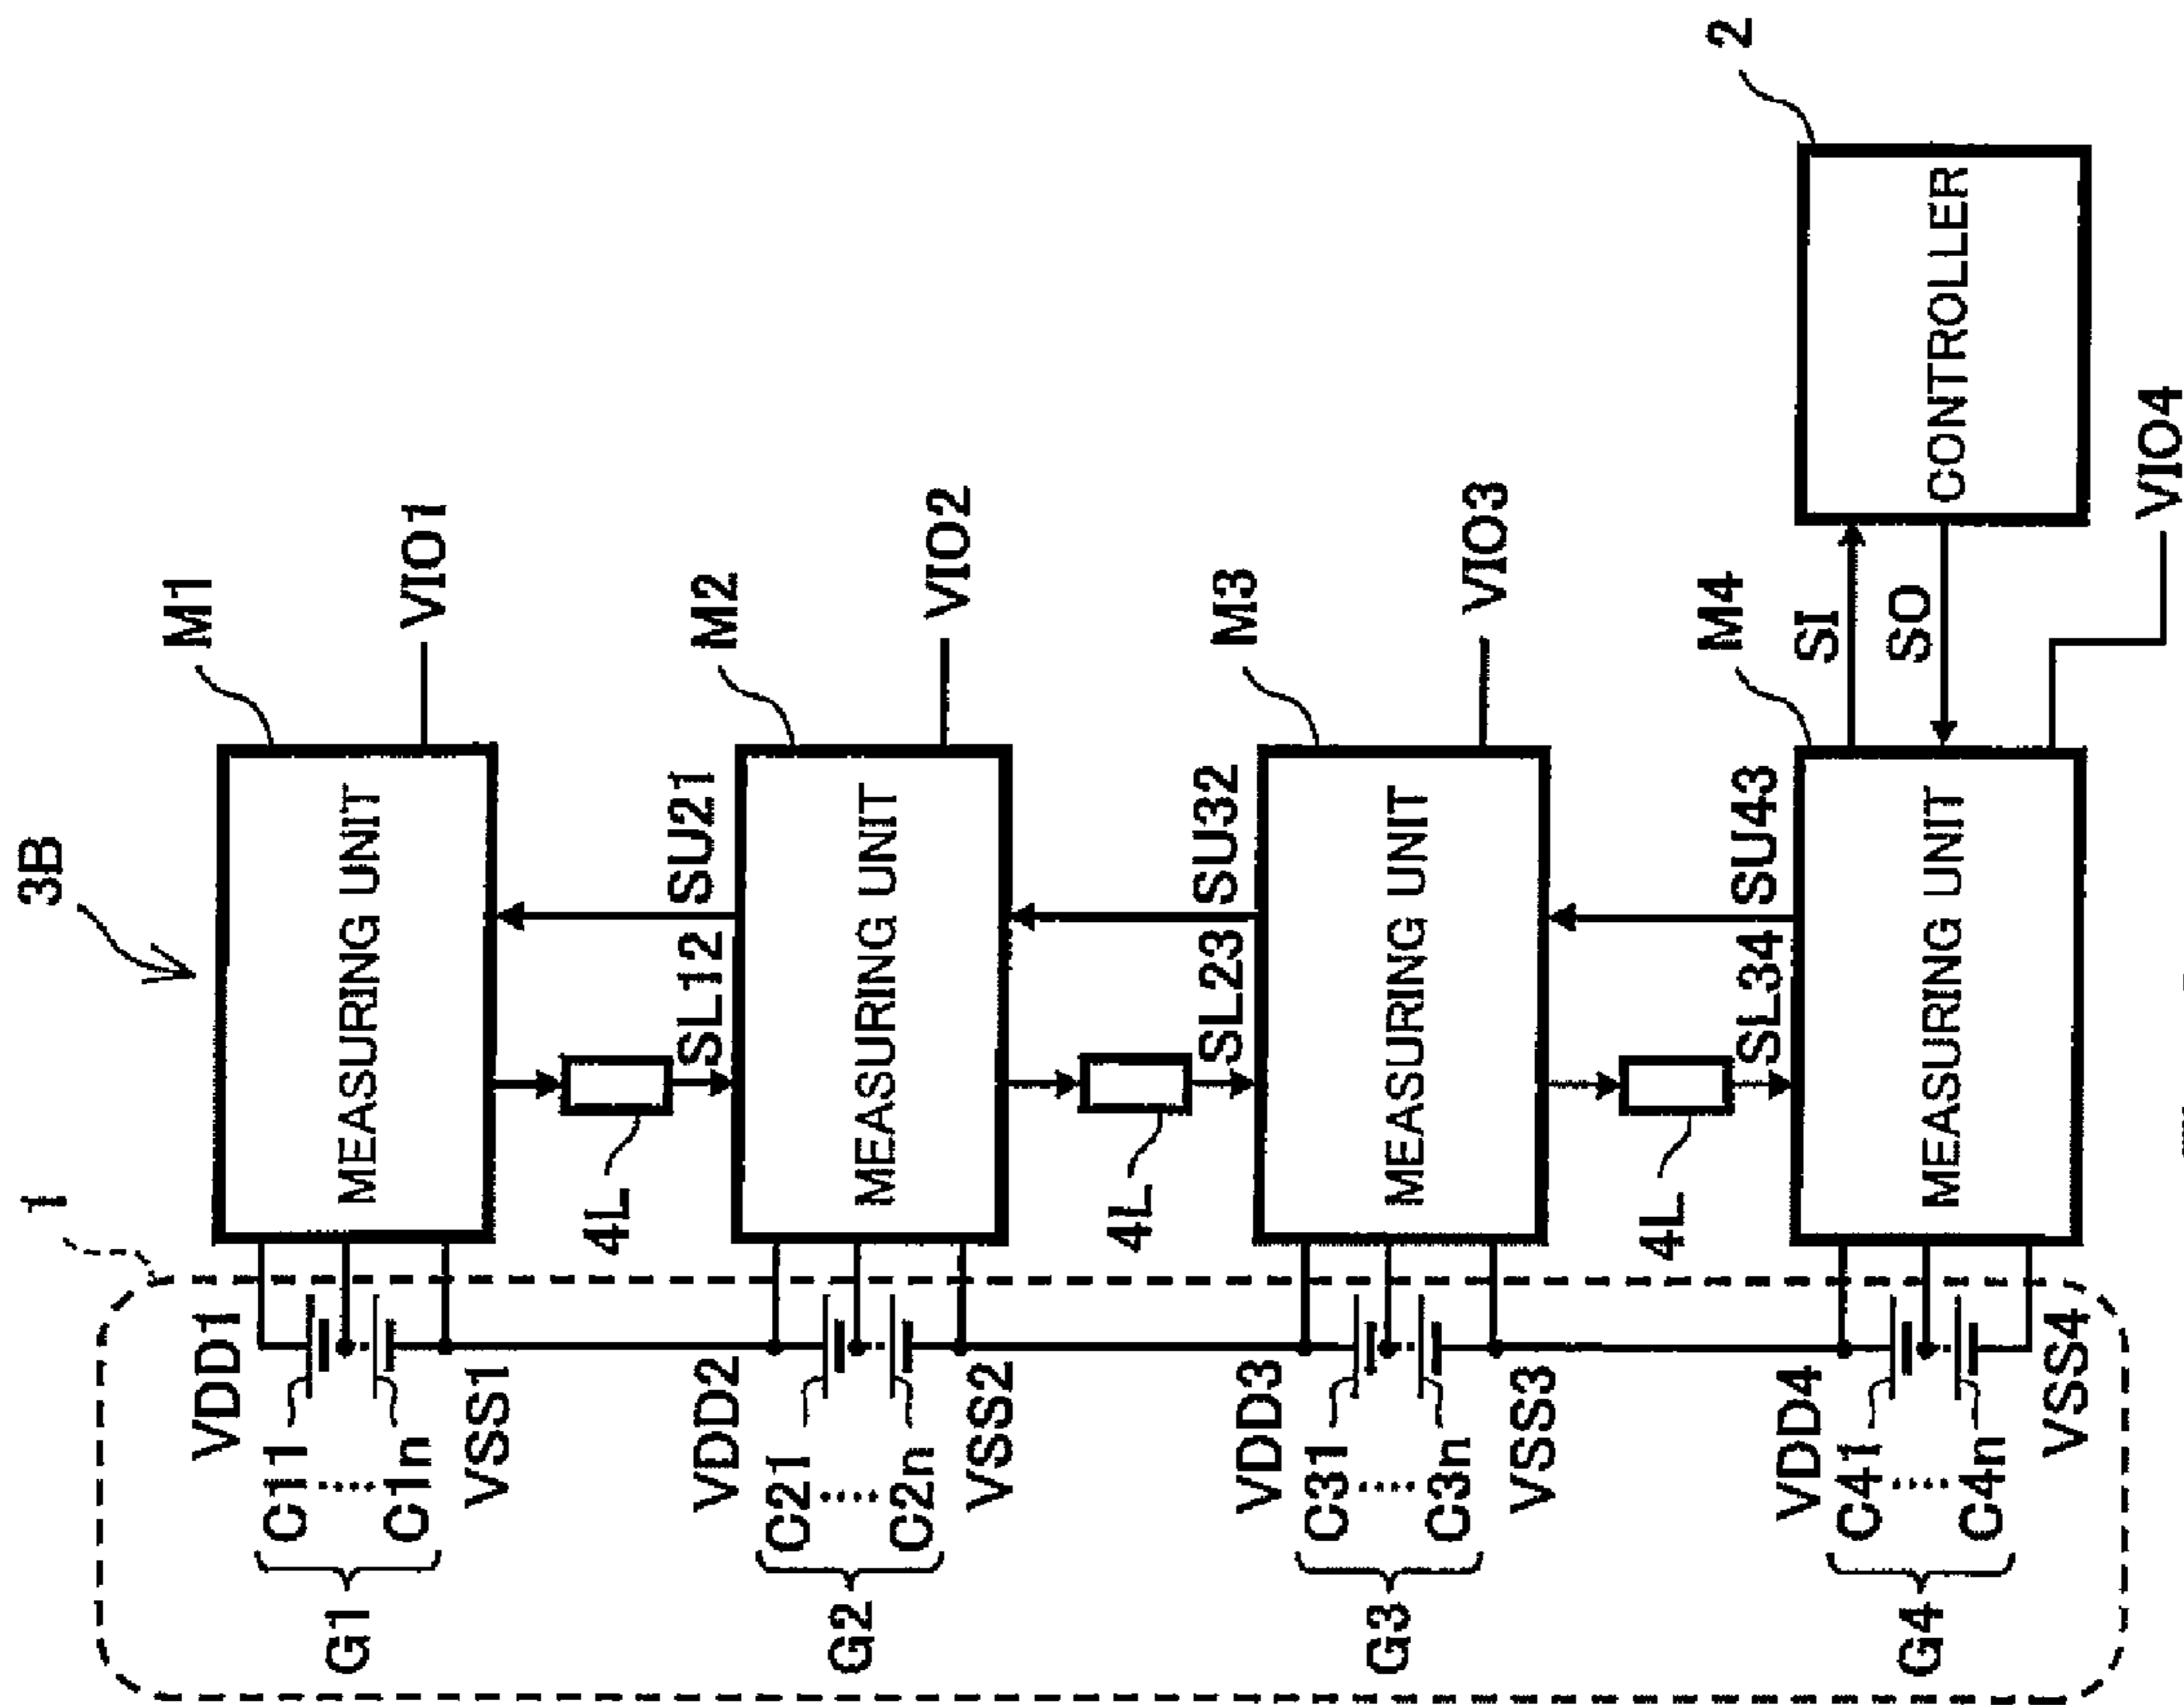 3B
1
M1
MEASURING UNIT
VIO1
VDD1
C11
C1n
G1
VSS1
4L
SL12
SU21
M2
MEASURING UNIT
VIO2
VDD2
C21
C2n
G2
VSS2
4L
SL23
SU32
M3
MEASURING UNIT
VIO3
VDD3
C31
C3n
G3
VSS3
4L
SL34
SU43
M4
MEASURING UNIT
VDD4
C41
C4n
G4
VSS4
SI
SO
2
CONTROLLER
VIO4